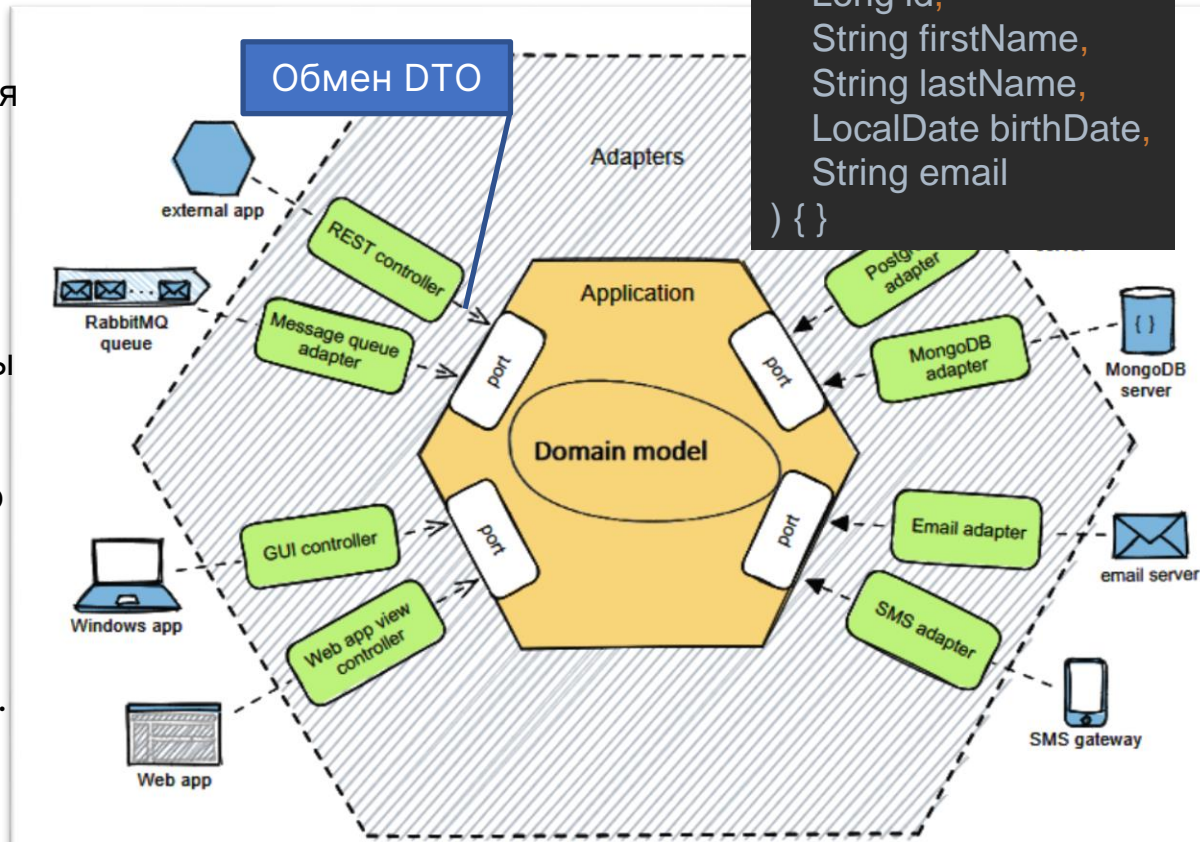 Long id,
String firstName,
String lastName,
LocalDate birthDate,
String email
) { }
Обмен DTO
я
ы
.
Adapters
external app
REST controller
RabbitMQ
queue
Message queue
adapter
Application
port
port
Domain model
port
port
adapter
MongoDB
adapter
{ }
MongoDB
server
GUI controller
Windows app
Web app view
controller
Web app
Email adapter
email server
SMS adapter
SMS gateway